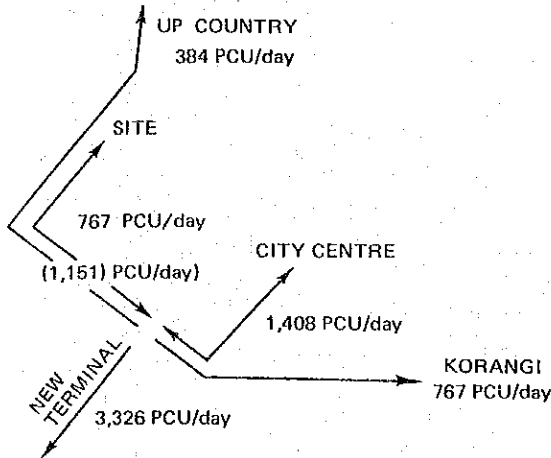 UP COUNTRY
384 PCU/day
SITE
767 PCU/day
(1,151) PCU/day)
CITY CENTRE
1,408 PCU/day
KORANGI
767 PCU/day
NEW
TERMINAL
3,326 PCU/day